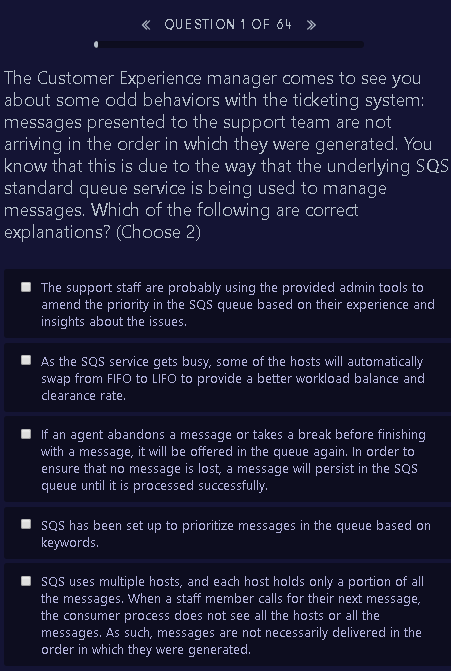 « QUESTION 1 OF 64 »
The Customer Experience manager comes to see you
about some odd behaviors with the ticketing system:
messages presented to the support team are not
arriving in the order in which they were generated. You
know that this is due to the way that the underlying SQS
standard queue service is being used to manage
messages. Which of the following are correct
explanations? (Choose 2)
The support staff are probably using the provided admin tools to
amend the priority in the SQS queue based on their experience and
insights about the issues.
As the SQS service gets busy, some of the hosts will automatically
swap from FIFO to LIFO to provide a better workload balance and
clearance rate.
If an agent abandons a message or takes a break before finishing
with a message, it will be offered in the queue again. In order to
ensure that no message is lost, a message will persist in the SQS
queue until it is processed successfully.
SQS has been set up to prioritize messages in the queue based on
keywords.
SQS uses multiple hosts, and each host holds only a portion of all
the messages. When a staff member calls for their next message,
the consumer process does not see all the hosts or all the
messages. As such, messages are not necessarily delivered in the
order in which they were generated.